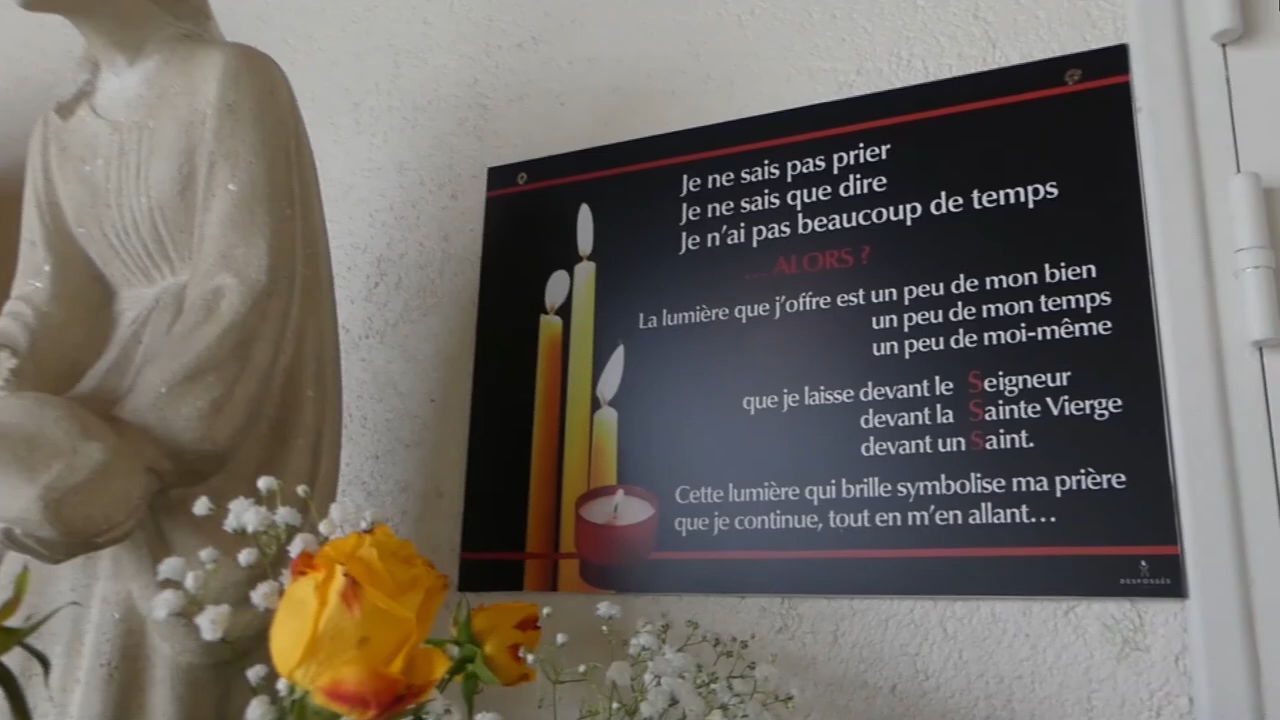 Je ne sais pas prier
Je ne sais que dire
Je n'ai pas beaucoup de temps
... ALORS ?
La lumière que j'offre est un peu de mon bien
un peu de mon temps
un peu de moi-même
que je laisse devant le Seigneur
devant la Sainte Vierge
devant un Saint.
Cette lumière qui brille symbolise ma prière
que je continue, tout en m'en allant...
DESFOSSÉS